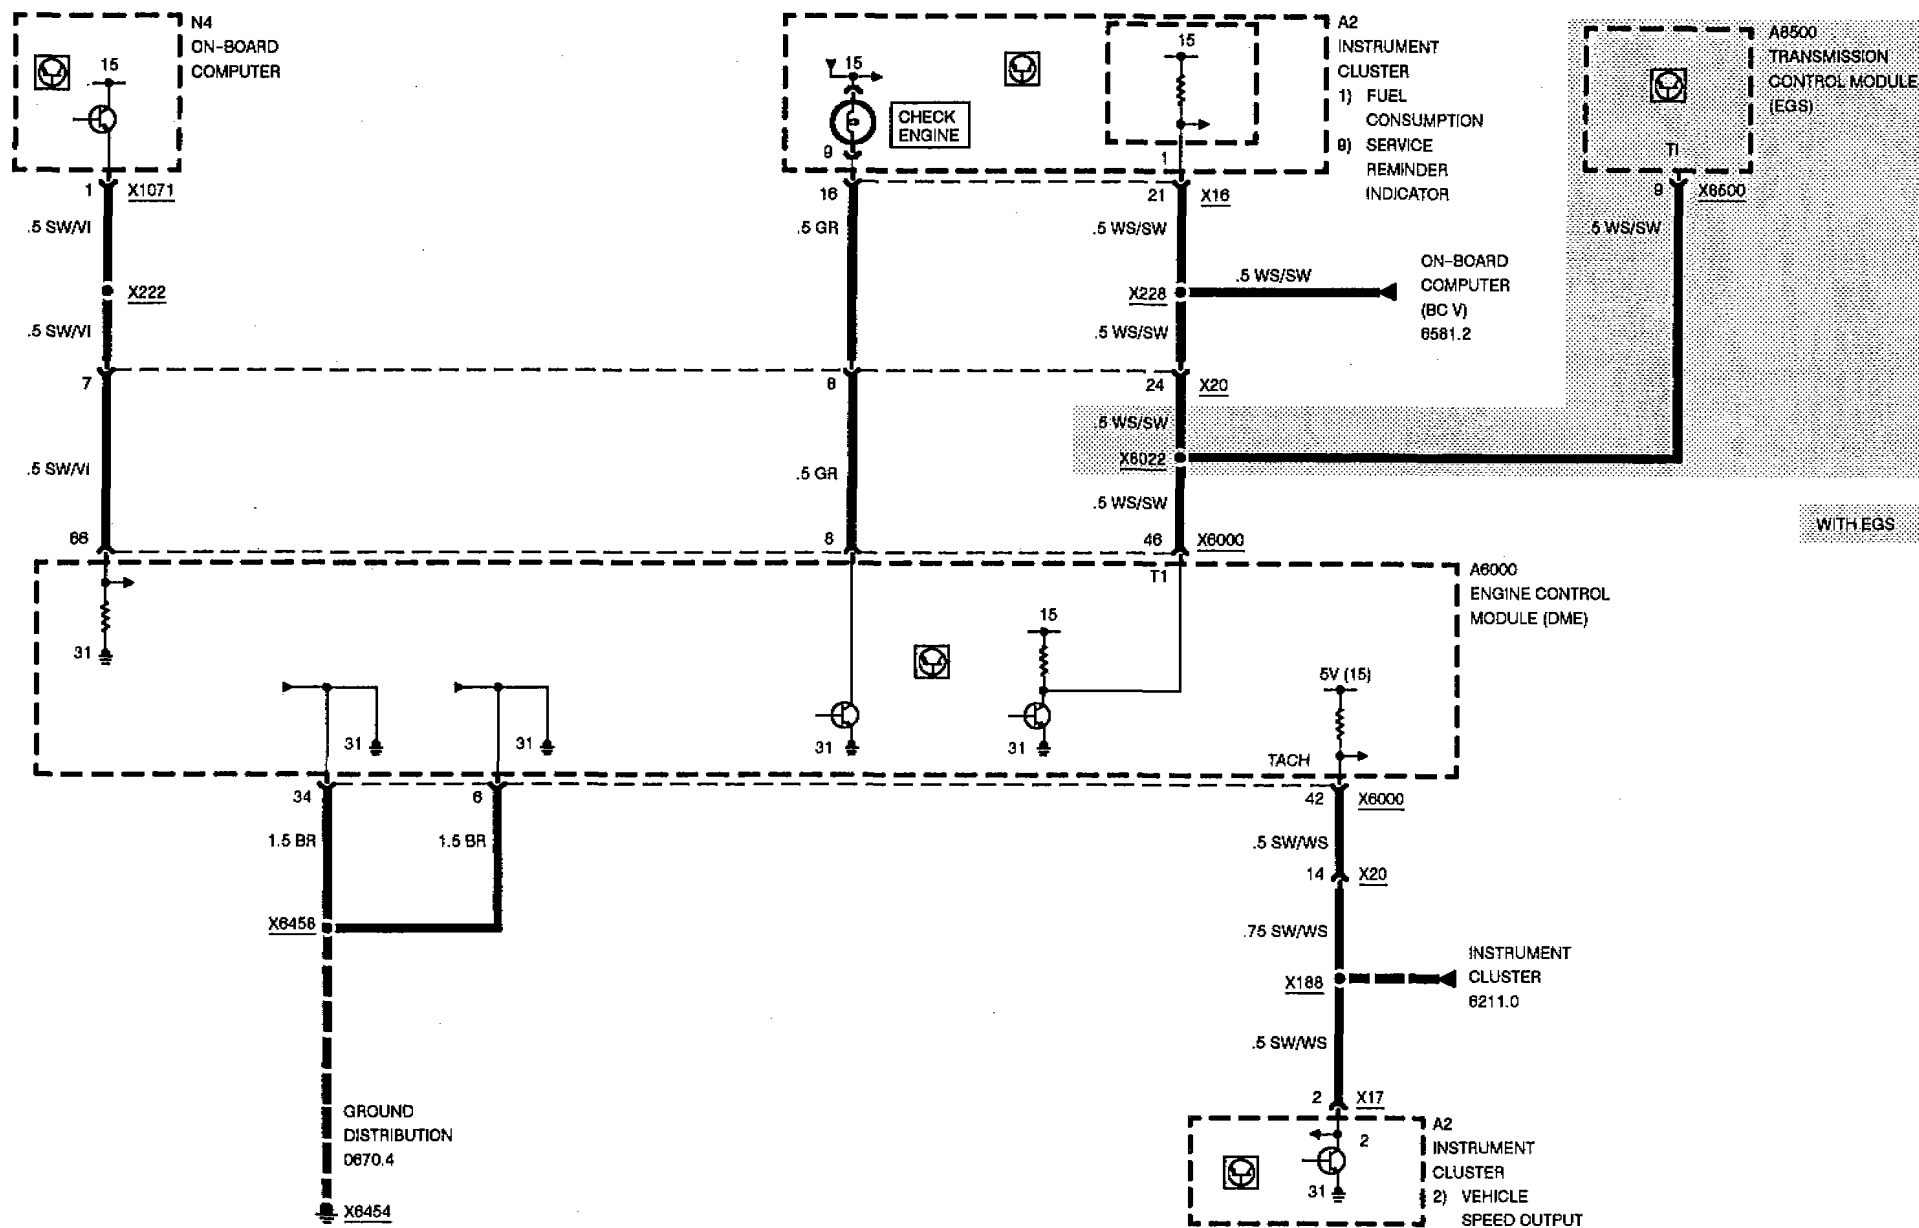 N4
ON-BOARD
COMPUTER
15
1
X1071
.5 SW/VI
X222
.5 SW/VI
7
.5 SW/VI
66
A2
INSTRUMENT
CLUSTER
1) FUEL
CONSUMPTION
9) SERVICE
REMINDER
INDICATOR
15
CHECK
ENGINE
9
15
1
16
21
X16
.5 GR
.5 WS/SW
X228
.5 WS/SW
ON-BOARD
COMPUTER
(BC V)
6581.2
.5 WS/SW
8
24
X20
.5 WS/SW
X6022
.5 GR
.5 WS/SW
8
46
X6000
A8500
TRANSMISSION
CONTROL MODULE
(EGS)
TI
9
X8500
.5 WS/SW
WITH EGS
A6000
ENGINE CONTROL
MODULE (DME)
T1
31
15
5V (15)
31
31
31
31
TACH
34
6
42
X6000
1.5 BR
1.5 BR
.5 SW/WS
14
X20
X6458
.75 SW/WS
X188
INSTRUMENT
CLUSTER
6211.0
.5 SW/WS
GROUND
DISTRIBUTION
0670.4
X6454
2
X17
2
31
A2
INSTRUMENT
CLUSTER
2) VEHICLE
SPEED OUTPUT